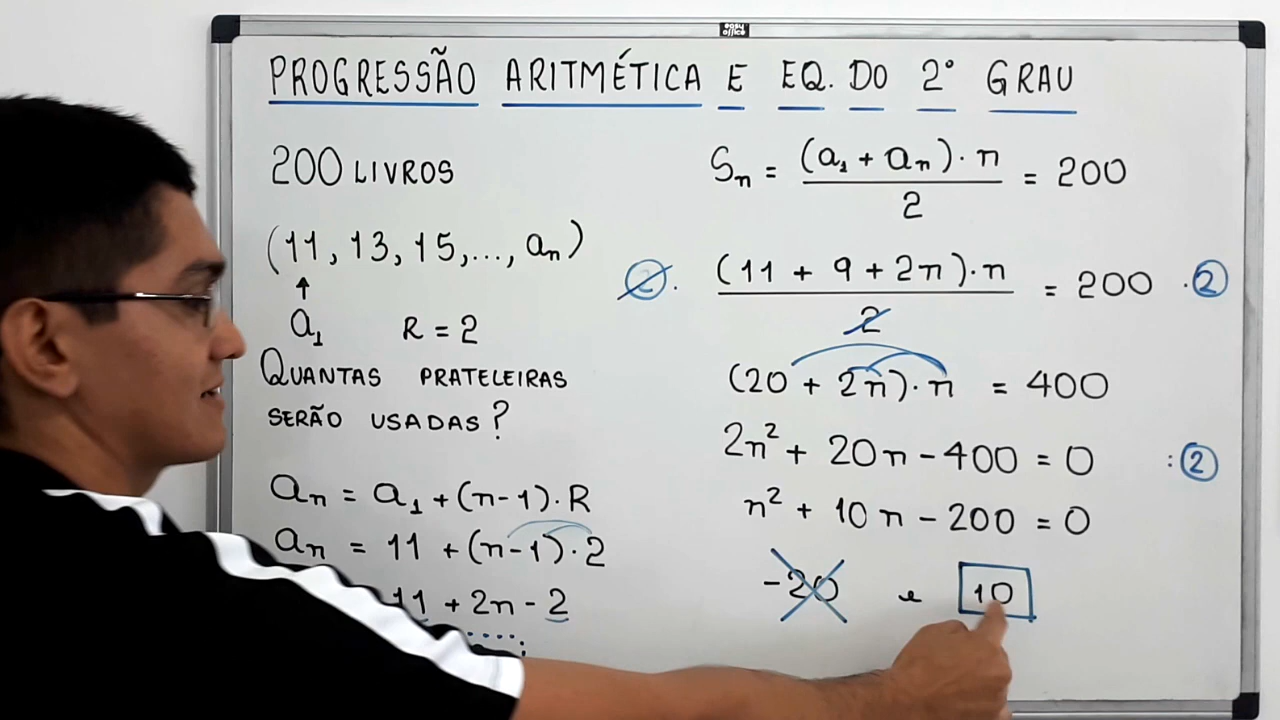 easy office
PROGRESSÃO ARITMÉTICA E EQ. DO 2° GRAU
200 LIVROS
(11, 13, 15, ..., aₙ)
↑
a₁ R = 2
QUANTAS PRATELEIRAS
SERÃO USADAS?
aₙ = a₁ + (n-1)·R
aₙ = 11 + (n-1)·2
11 + 2n - 2
Sₙ = (a₁ + aₙ)·n / 2 = 200
2. (11 + 9 + 2n)·n / 2 = 200 .2
(20 + 2n)·n = 400
2n² + 20n - 400 = 0 :2
n² + 10n - 200 = 0
-20 e 10